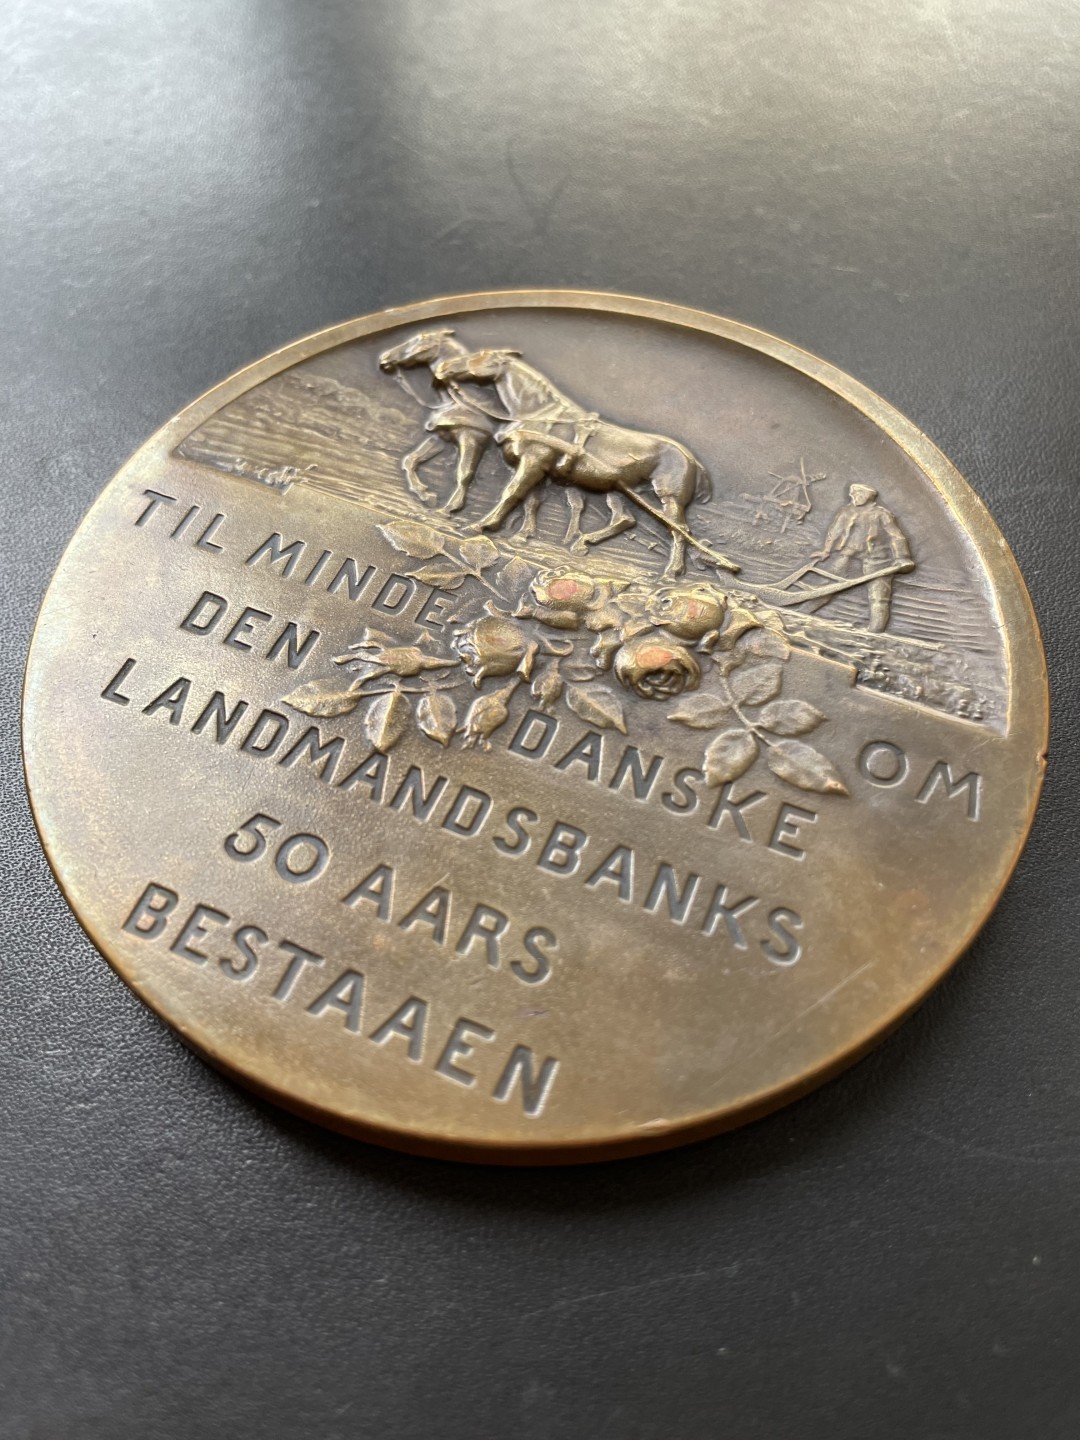 TIL MINDE OM
DEN DANSKE
LANDMANDSBANKS
50 AARS
BESTAAEN